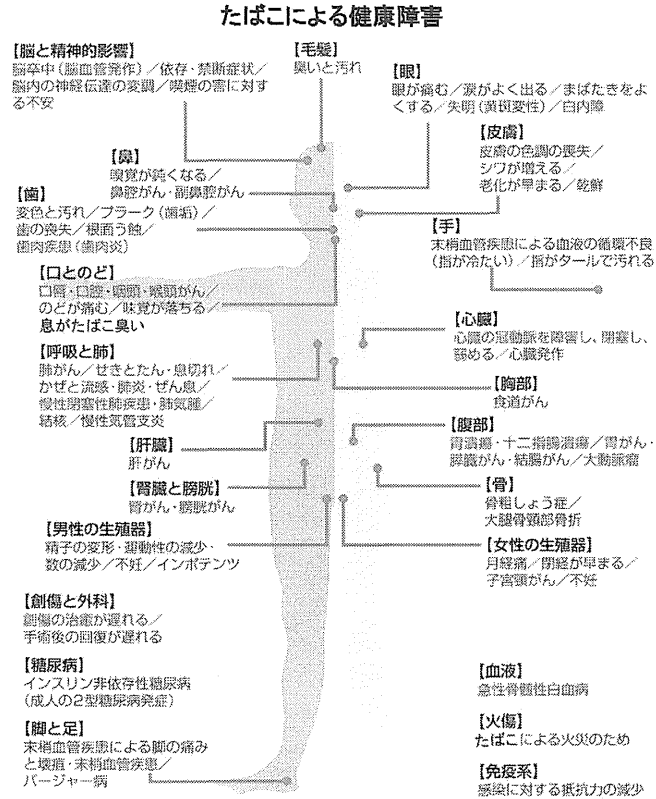 たばこによる健康障害
【脳と精神的影響】
脳卒中（脳血管発作）／依存・禁断症状／
脳内の神経伝達の変調／喫煙の害に対す
る不安
【毛髪】
臭いと汚れ
【眼】
眼が痛む／涙がよく出る／まばたきをよ
くする／失明（黄斑変性）／白内障
【鼻】
嗅覚が鈍くなる／
鼻腔がん・副鼻腔がん
【皮膚】
皮膚の色調の喪失／
シワが増える／
老化が早まる／乾鮮
【歯】
変色と汚れ／プラーク（歯垢）／
歯の喪失／根面う蝕／
歯肉疾患（歯肉炎）
【手】
末梢血管疾患による血液の循環不良
（指が冷たい）／指がタールで汚れる
【口とのど】
口唇・口腔・咽頭・喉頭がん／
のどが痛む／味覚が落ちる／
息がたばこ臭い
【心臓】
心臓の冠動脈を障害し、閉塞し、
弱める／心臓発作
【呼吸と肺】
肺がん／せきとたん・息切れ／
かぜと流感・肺炎・ぜん息／
慢性閉塞性肺疾患・肺気腫／
結核／慢性気管支炎
【胸部】
食道がん
【腹部】
胃潰瘍・十二指腸潰瘍／胃がん・
膵臓がん・結腸がん／大動脈瘤
【肝臓】
肝がん
【腎臓と膀胱】
腎がん・膀胱がん
【骨】
骨粗しょう症／
大腿骨頸部骨折
【男性の生殖器】
精子の変形・運動性の減少・
数の減少／不妊／インポテンツ
【女性の生殖器】
月経痛／閉経が早まる／
子宮頸がん／不妊
【創傷と外科】
創傷の治癒が遅れる／
手術後の回復が遅れる
【糖尿病】
インスリン非依存性糖尿病
（成人の2型糖尿病発症）
【血液】
急性骨髄性白血病
【脚と足】
末梢血管疾患による脚の痛み
と壊疽・末梢血管疾患／
バージャー病
【火傷】
たばこによる火災のため
【免疫系】
感染に対する抵抗力の減少